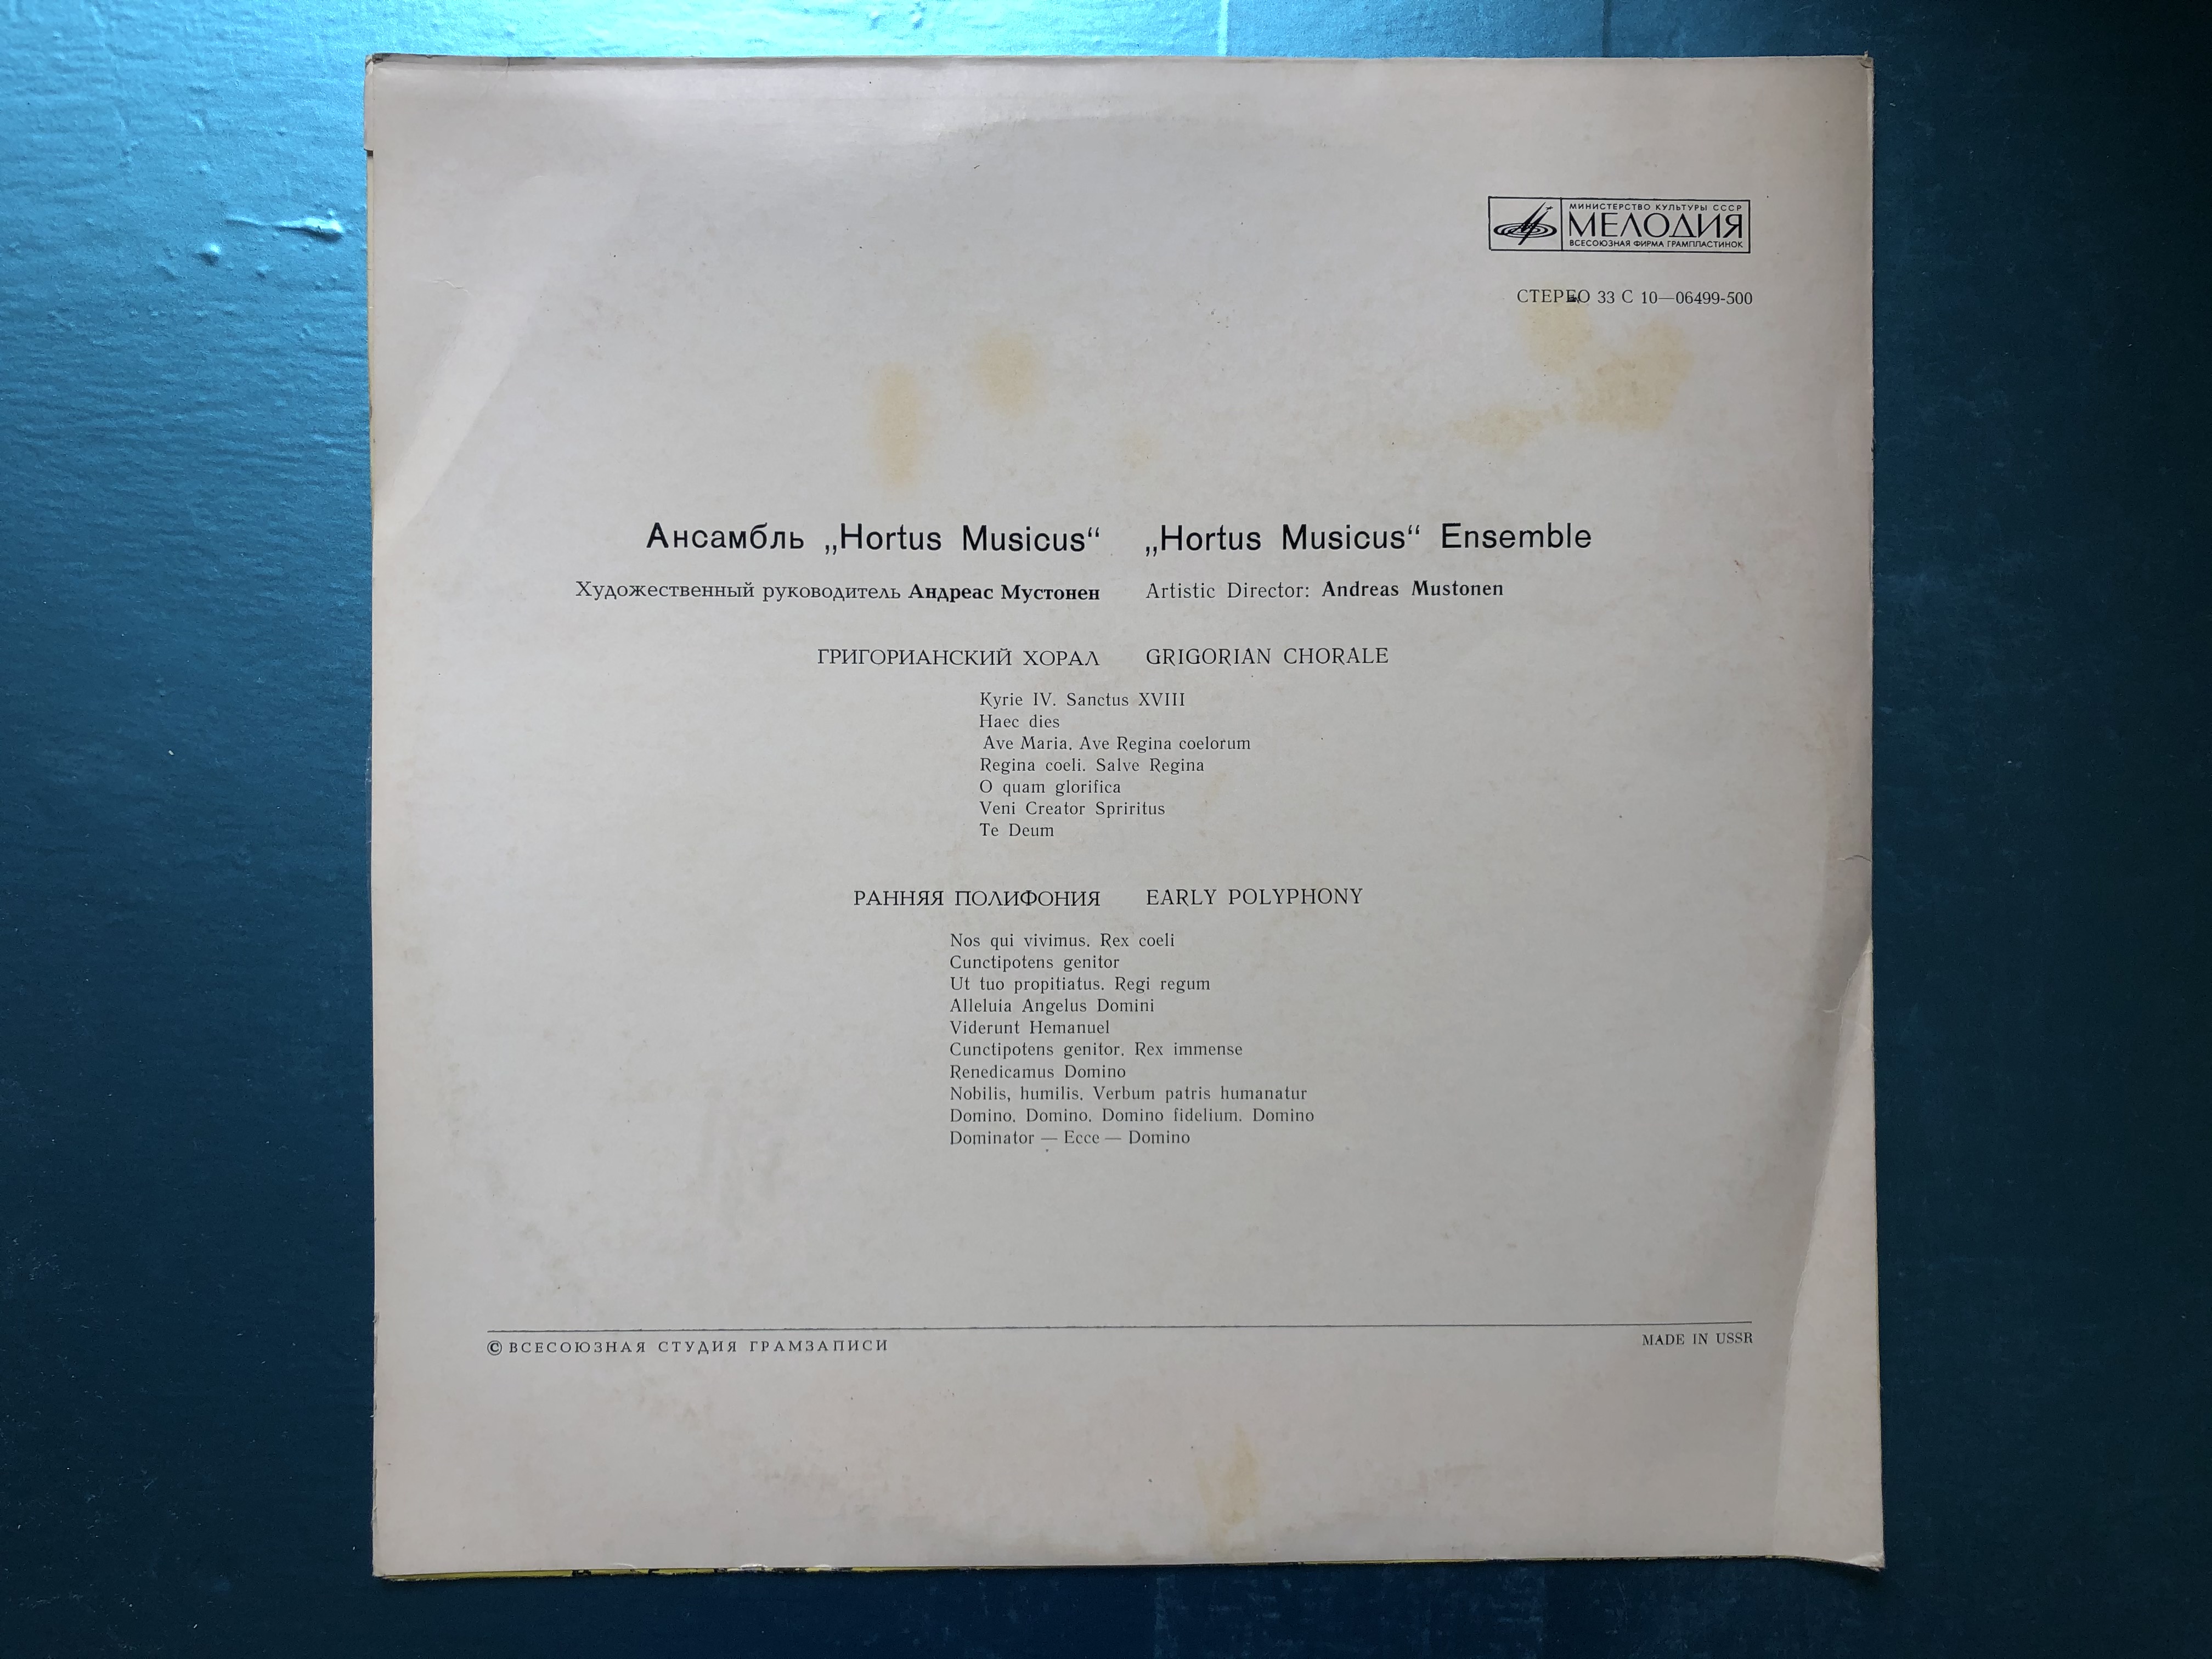 МИНИСТЕРСТВО КУЛЬТУРЫ СССР
МЕЛОДИЯ
ВСЕСОЮЗНАЯ ФИРМА ГРАМПЛАСТИНОК
СТЕРЕО 33 С 10—06499-500
Ансамбль „Hortus Musicus“ „Hortus Musicus“ Ensemble
Художественный руководитель Андреас Мустонен Artistic Director: Andreas Mustonen
ГРИГОРИАНСКИЙ ХОРАЛ GRIGORIAN CHORALE
Kyrie IV. Sanctus XVIII
Haec dies
Ave Maria. Ave Regina coelorum
Regina coeli. Salve Regina
O quam glorifica
Veni Creator Spriritus
Te Deum
РАННЯЯ ПОЛИФОНИЯ EARLY POLYPHONY
Nos qui vivimus. Rex coeli
Cunctipotens genitor
Ut tuo propitiatus. Regi regum
Alleluia Angelus Domini
Viderunt Hemanuel
Cunctipotens genitor. Rex immense
Renedicamus Domino
Nobilis, humilis. Verbum patris humanatur
Domino. Domino. Domino fidelium. Domino
Dominator — Ecce — Domino
© ВСЕСОЮЗНАЯ СТУДИЯ ГРАМЗАПИСИ MADE IN USSR